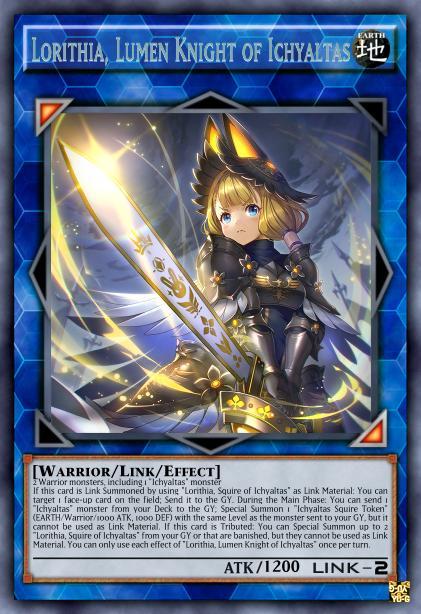 Lorithia, Lumen Knight of Ichyaltas
EARTH
地
[Warrior/Link/Effect]
2 Warrior monsters, including 1 "Ichyaltas" monster
If this card is Link Summoned by using "Lorithia, Squire of Ichyaltas" as Link Material: You can
target 1 face-up card on the field; Send it to the GY. During the Main Phase: You can send 1
"Ichyaltas" monster from your Deck to the GY; Special Summon 1 "Ichyaltas Squire Token"
(EARTH/Warrior/1000 ATK, 1000 DEF) with the same Level as the monster sent to your GY, but it
cannot be used as Link Material. If this card is Tributed: You can Special Summon up to 2
"Lorithia, Squire of Ichyaltas" from your GY or that are banished, but they cannot be used as Link
Material. You can only use each effect of "Lorithia, Lumen Knight of Ichyaltas" once per turn.
ATK/1200 LINK-2